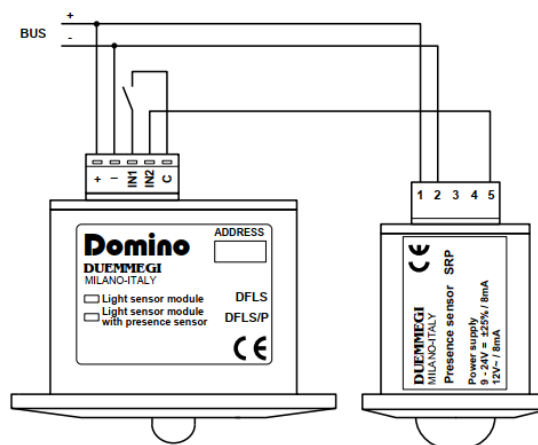 +
BUS
-
+
–
IN1
IN2
C
1 2 3 4 5
Domino
ADDRESS
DUEMMEGI
MILANO-ITALY
Light sensor module DFLS
Light sensor module
with presence sensor DFLS/P
CE
CE
DUEMMEGI
MILANO-ITALY
Presence sensor SRP
Power supply
9 - 24V = ±25% / 8mA
12V~ / 8mA